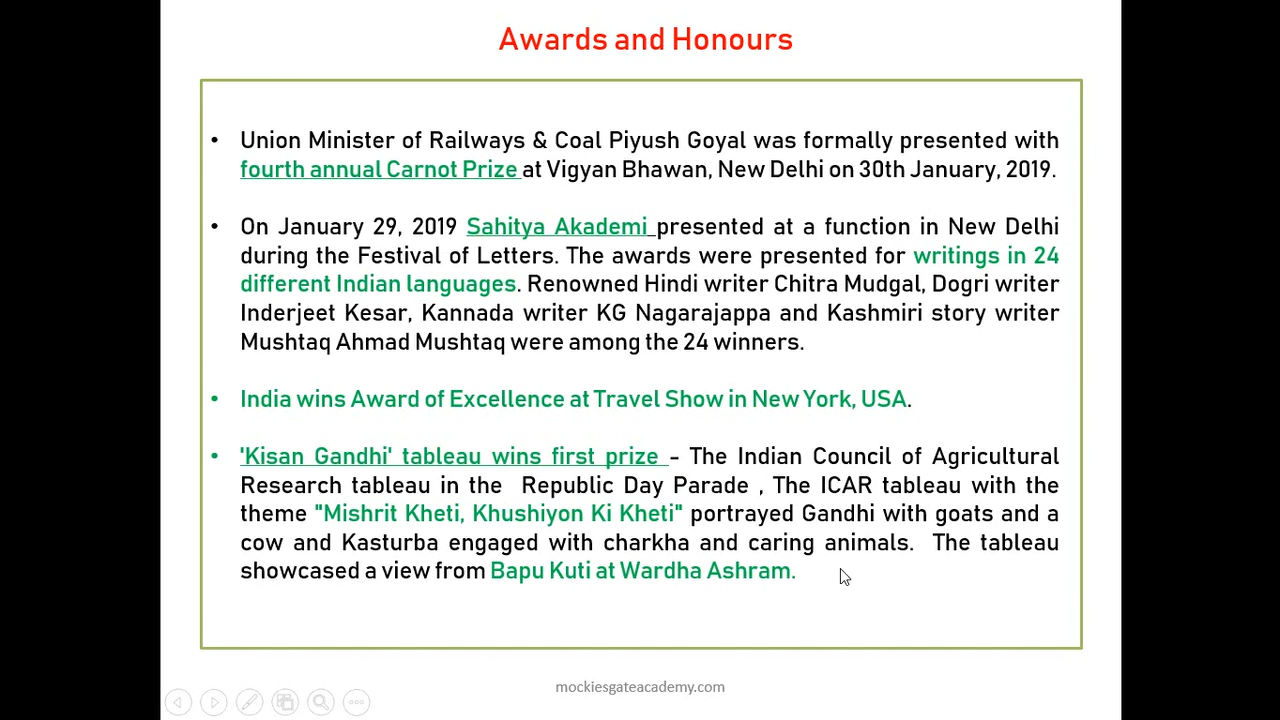 Awards and Honours
• Union Minister of Railways & Coal Piyush Goyal was formally presented with
fourth annual Carnot Prize at Vigyan Bhawan, New Delhi on 30th January, 2019.
• On January 29, 2019 Sahitya Akademi presented at a function in New Delhi
during the Festival of Letters. The awards were presented for writings in 24
different Indian languages. Renowned Hindi writer Chitra Mudgal, Dogri writer
Inderjeet Kesar, Kannada writer KG Nagarajappa and Kashmiri story writer
Mushtaq Ahmad Mushtaq were among the 24 winners.
• India wins Award of Excellence at Travel Show in New York, USA.
• 'Kisan Gandhi' tableau wins first prize - The Indian Council of Agricultural
Research tableau in the Republic Day Parade , The ICAR tableau with the
theme "Mishrit Kheti, Khushiyon Ki Kheti" portrayed Gandhi with goats and a
cow and Kasturba engaged with charkha and caring animals. The tableau
showcased a view from Bapu Kuti at Wardha Ashram.
mockiesgateacademy.com